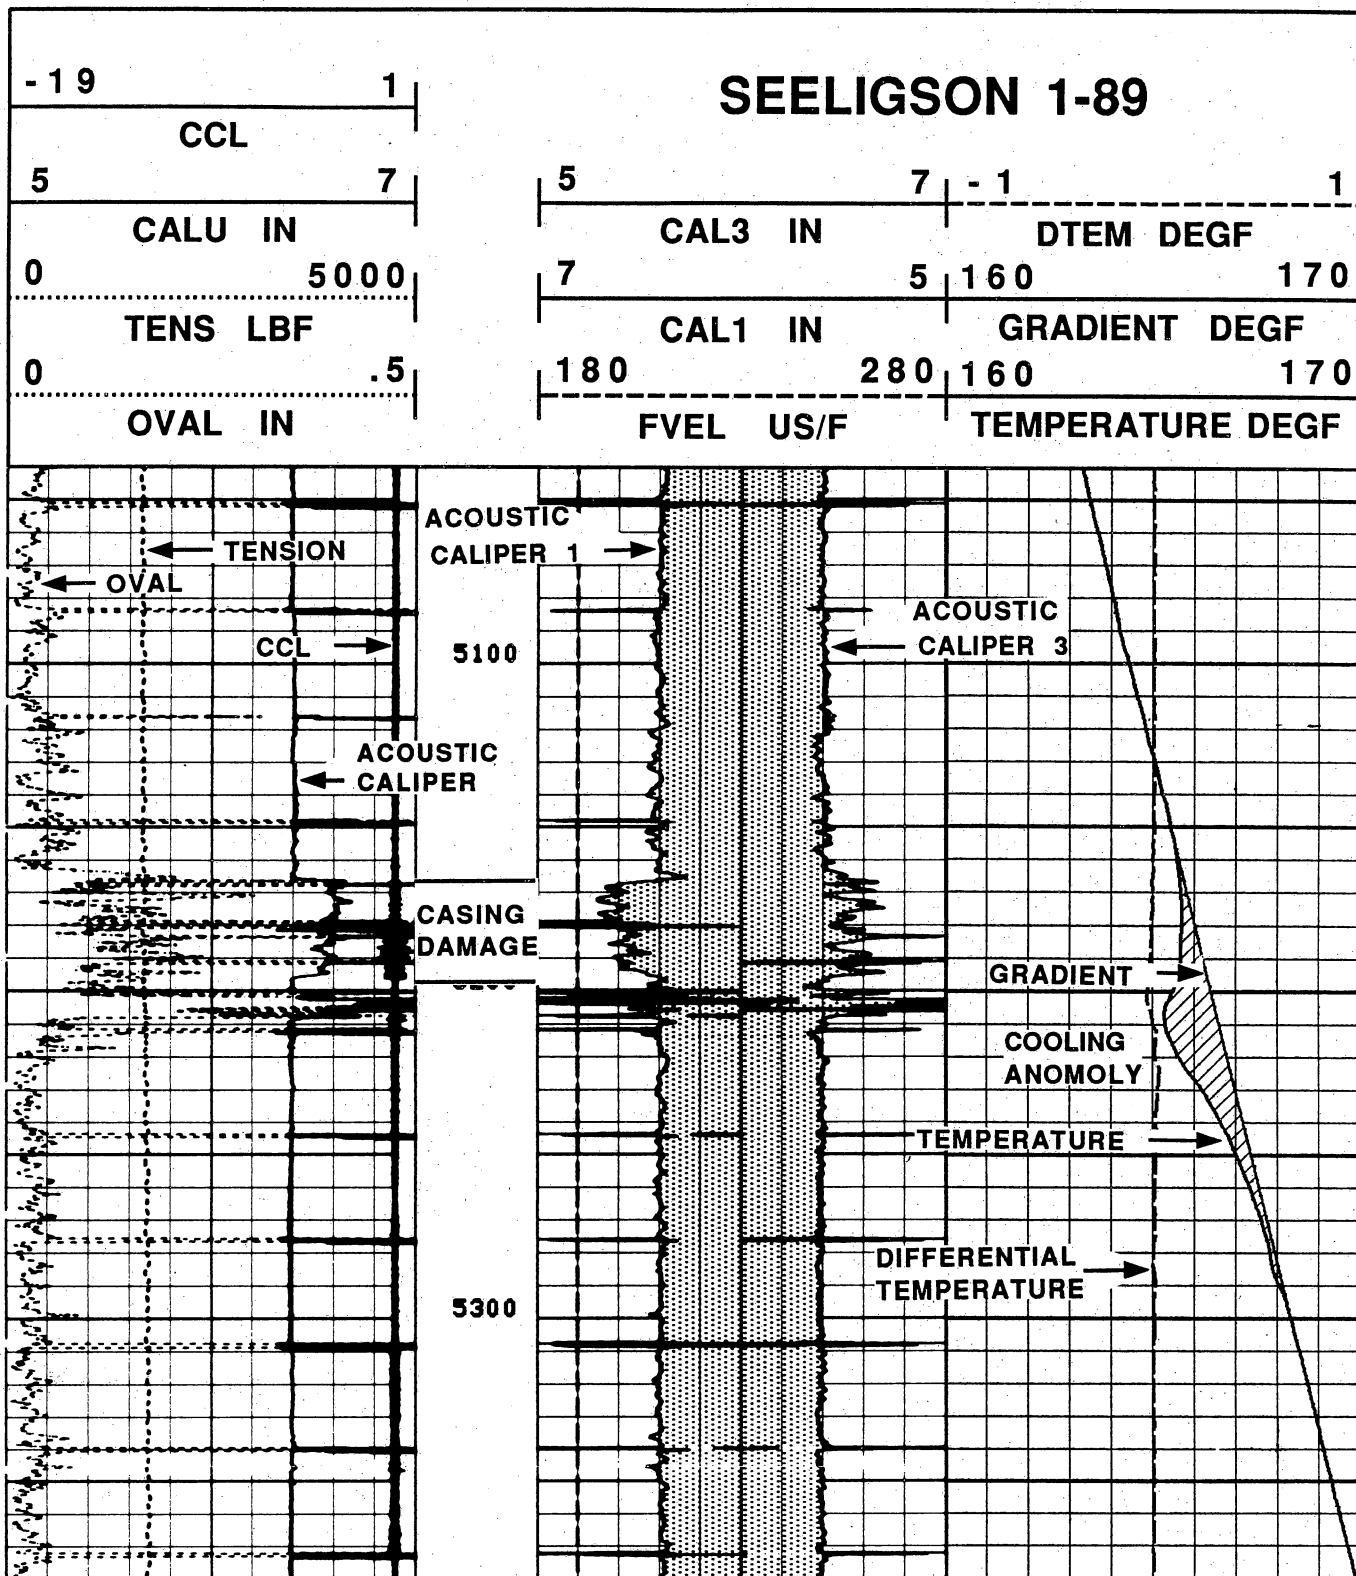 SEELIGSON 1-89
-19 1
CCL
5 7
CALU IN
0 5000
TENS LBF
0 .5
OVAL IN
5 7
CAL3 IN
7 5
CAL1 IN
180 280
FVEL US/F
-1 1
DTEM DEGF
160 170
GRADIENT DEGF
160 170
TEMPERATURE DEGF
TENSION
OVAL
CCL
ACOUSTIC
CALIPER
ACOUSTIC
CALIPER 1
5100
CASING
DAMAGE
5300
ACOUSTIC
CALIPER 3
GRADIENT
COOLING
ANOMOLY
TEMPERATURE
DIFFERENTIAL
TEMPERATURE